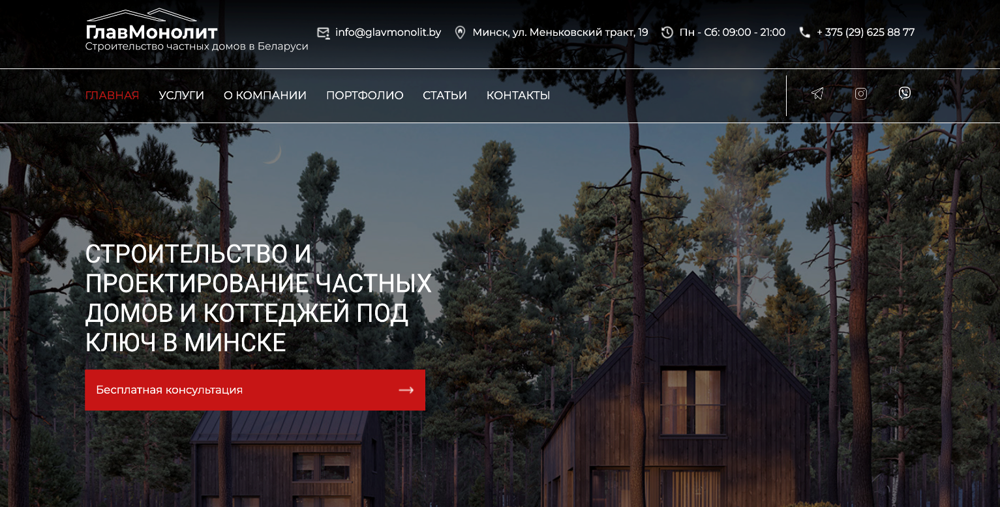 ГлавМонолит
Строительство частных домов в Беларуси
info@glavmonolit.by
Минск, ул. Меньковский тракт, 19
Пн - Сб: 09:00 - 21:00
+ 375 (29) 625 88 77
ГЛАВНАЯ УСЛУГИ О КОМПАНИИ ПОРТФОЛИО СТАТЬИ КОНТАКТЫ
СТРОИТЕЛЬСТВО И
ПРОЕКТИРОВАНИЕ ЧАСТНЫХ
ДОМОВ И КОТТЕДЖЕЙ ПОД
КЛЮЧ В МИНСКЕ
Бесплатная консультация